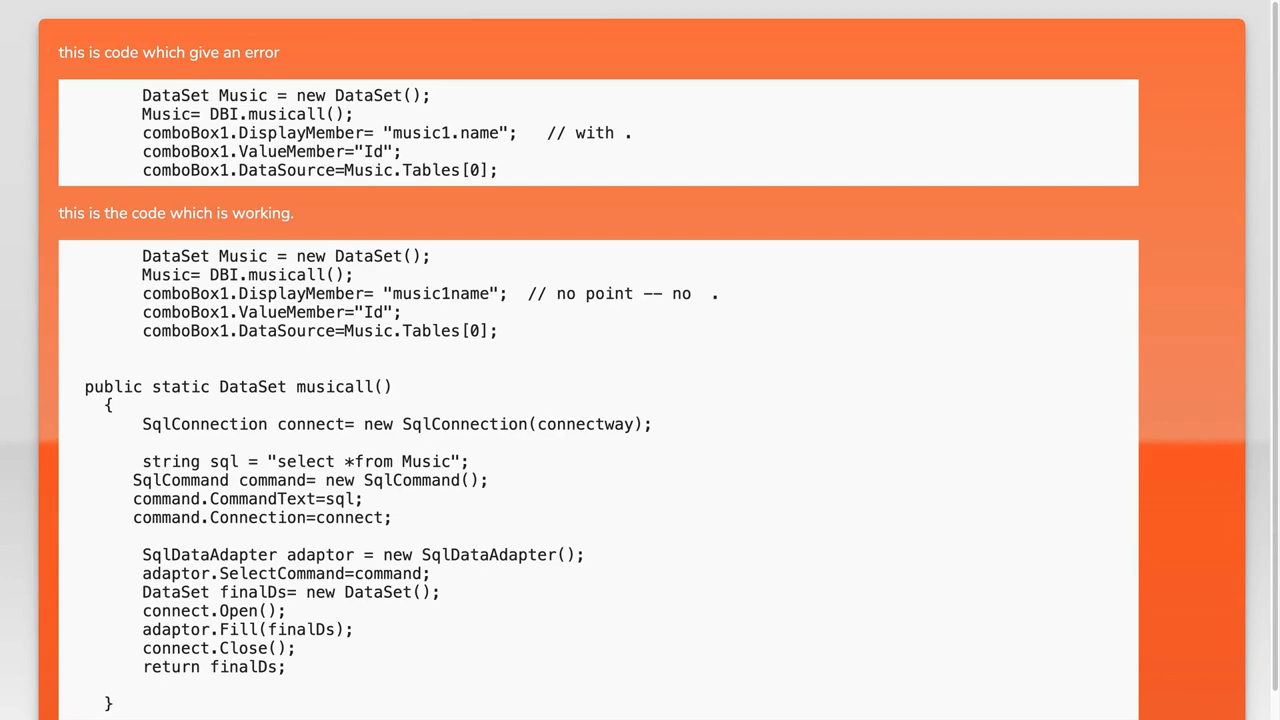 this is code which give an error
DataSet Music = new DataSet();
Music= DBI.musicall();
comboBox1.DisplayMember= "music1.name";   // with .
comboBox1.ValueMember="Id";
comboBox1.DataSource=Music.Tables[0];
this is the code which is working.
DataSet Music = new DataSet();
Music= DBI.musicall();
comboBox1.DisplayMember= "music1name";  // no point -- no  .
comboBox1.ValueMember="Id";
comboBox1.DataSource=Music.Tables[0];
public static DataSet musicall()
{
SqlConnection connect= new SqlConnection(connectway);
string sql = "select *from Music";
SqlCommand command= new SqlCommand();
command.CommandText=sql;
command.Connection=connect;
SqlDataAdapter adaptor = new SqlDataAdapter();
adaptor.SelectCommand=command;
DataSet finalDs= new DataSet();
connect.Open();
adaptor.Fill(finalDs);
connect.Close();
return finalDs;
}